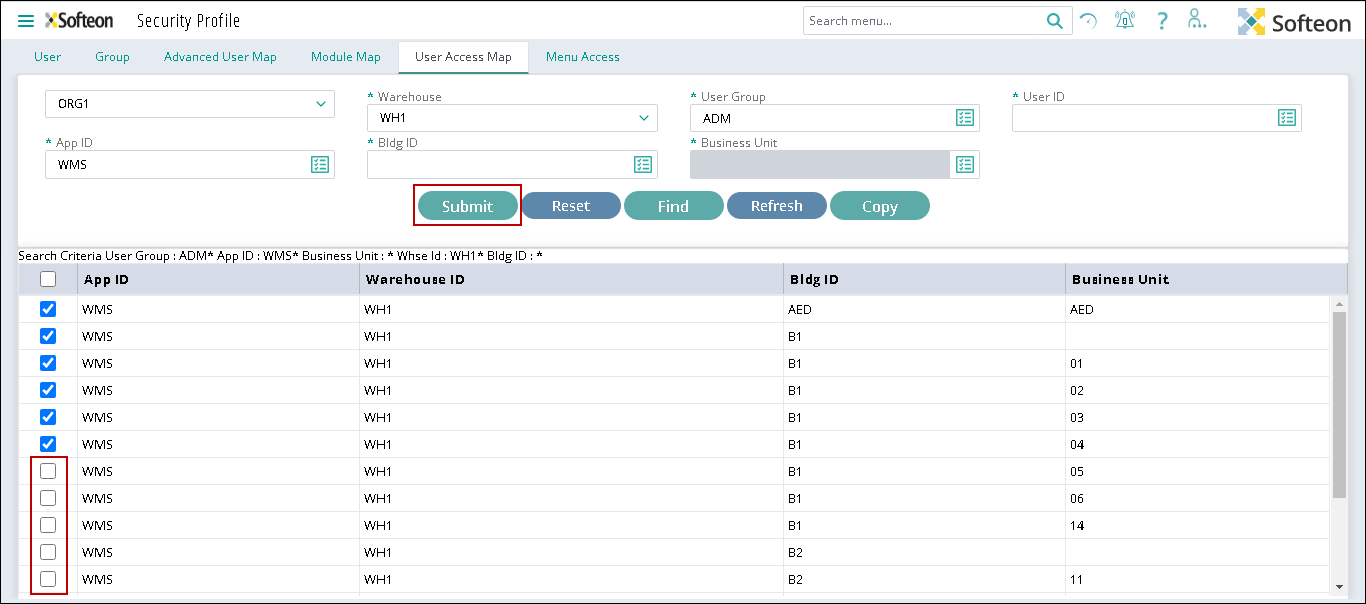 Softeon Security Profile Search menu... Softeon
User Group Advanced User Map Module Map User Access Map Menu Access
* Warehouse * User Group * User ID
ORG1 WH1 ADM
* App ID * Bldg ID * Business Unit
WMS
Submit Reset Find Refresh Copy
Search Criteria User Group : ADM* App ID : WMS* Business Unit : * Whse Id : WH1* Bldg ID : *
App ID Warehouse ID Bldg ID Business Unit
WMS WH1 AED AED
WMS WH1 B1
WMS WH1 B1 01
WMS WH1 B1 02
WMS WH1 B1 03
WMS WH1 B1 04
WMS WH1 B1 05
WMS WH1 B1 06
WMS WH1 B1 14
WMS WH1 B2
WMS WH1 B2 11